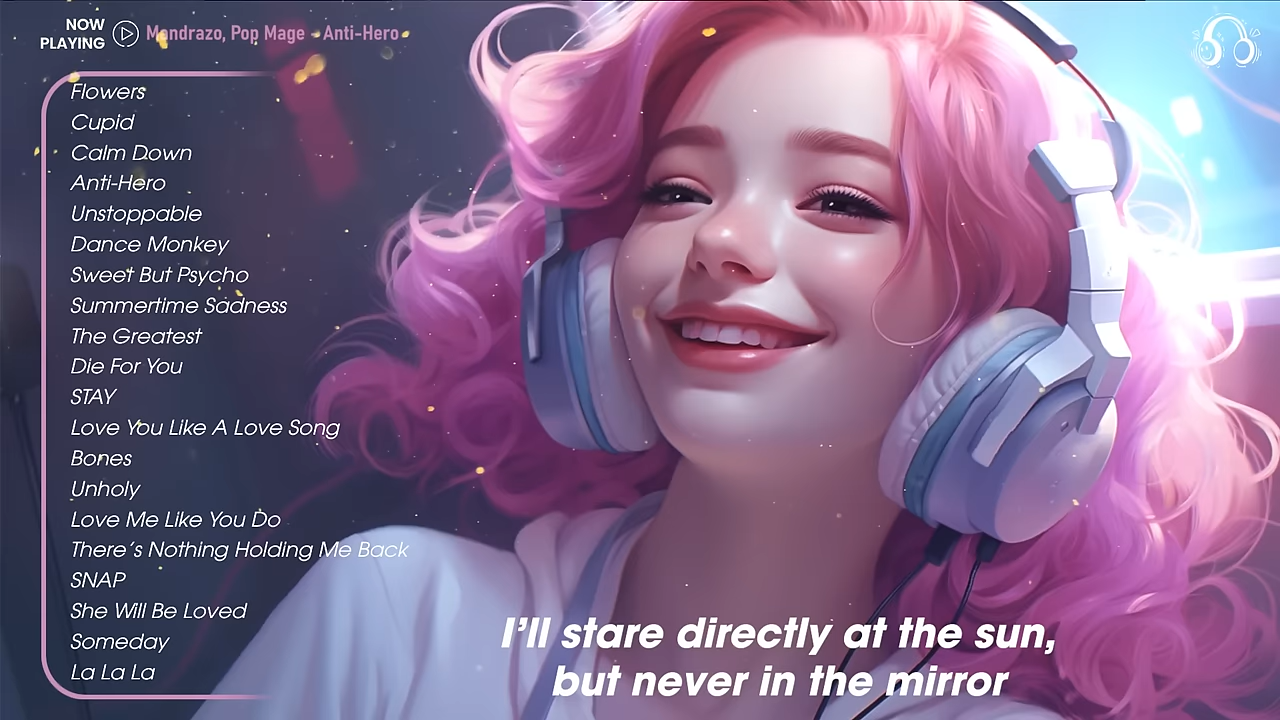 NOW
PLAYING
Mendrazo, Pop Mage - Anti-Hero
Flowers
Cupid
Calm Down
Anti-Hero
Unstoppable
Dance Monkey
Sweet But Psycho
Summertime Sadness
The Greatest
Die For You
STAY
Love You Like A Love Song
Bones
Unholy
Love Me Like You Do
There's Nothing Holding Me Back
SNAP
She Will Be Loved
Someday
La La La
I'll stare directly at the sun,
but never in the mirror